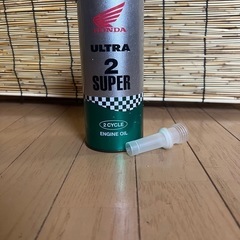 HONDA
ULTRA
2
SUPER
2 CYCLE
ENGINE OIL